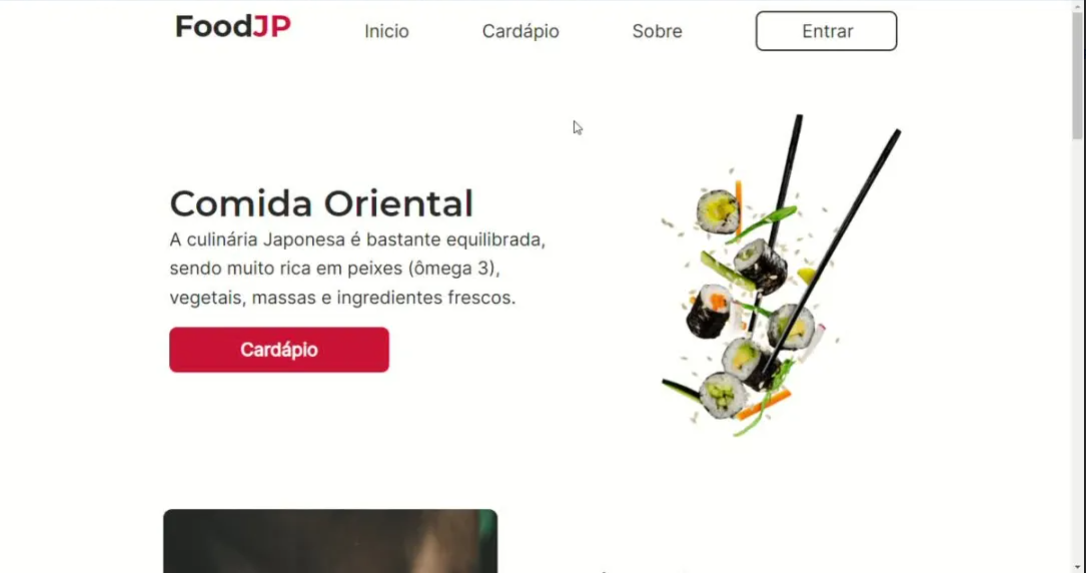 FoodJP
Inicio
Cardápio
Sobre
Entrar
Comida Oriental
A culinária Japonesa é bastante equilibrada,
sendo muito rica em peixes (ômega 3),
vegetais, massas e ingredientes frescos.
Cardápio